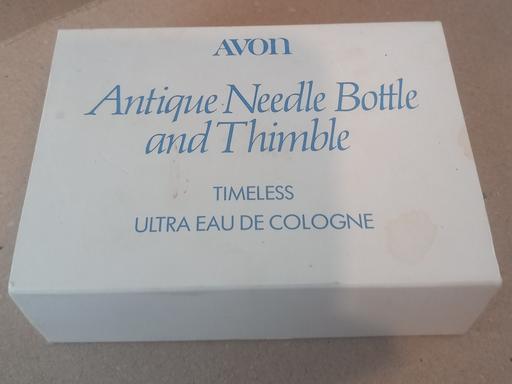 AVON
Antique Needle Bottle
and Thimble
TIMELESS
ULTRA EAU DE COLOGNE